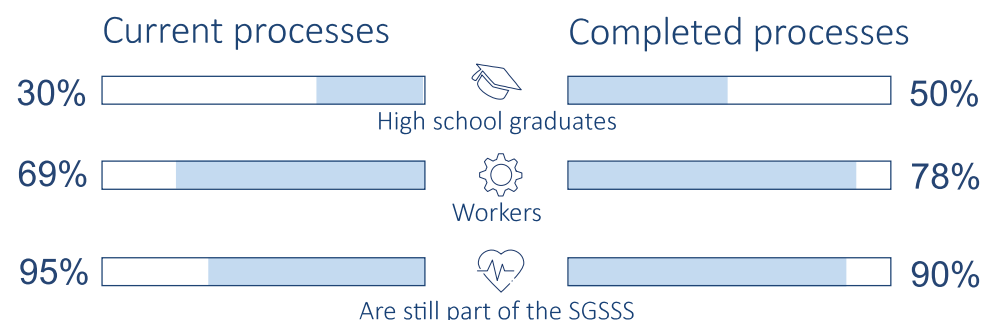 Current processes
Completed processes
30%
50%
High school graduates
69%
78%
Workers
95%
90%
Are still part of the SGSSS